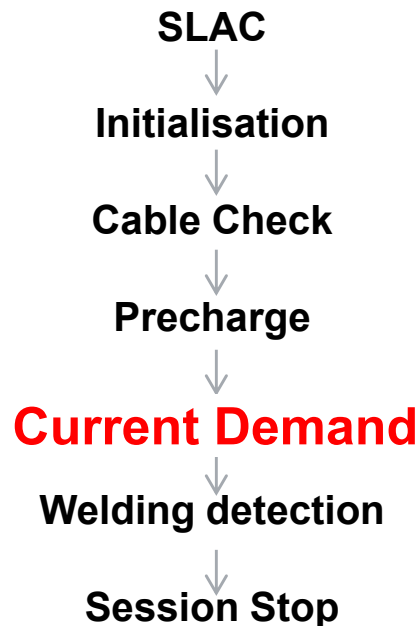 SLAC
Initialisation
Cable Check
Precharge
Current Demand
Welding detection
Session Stop